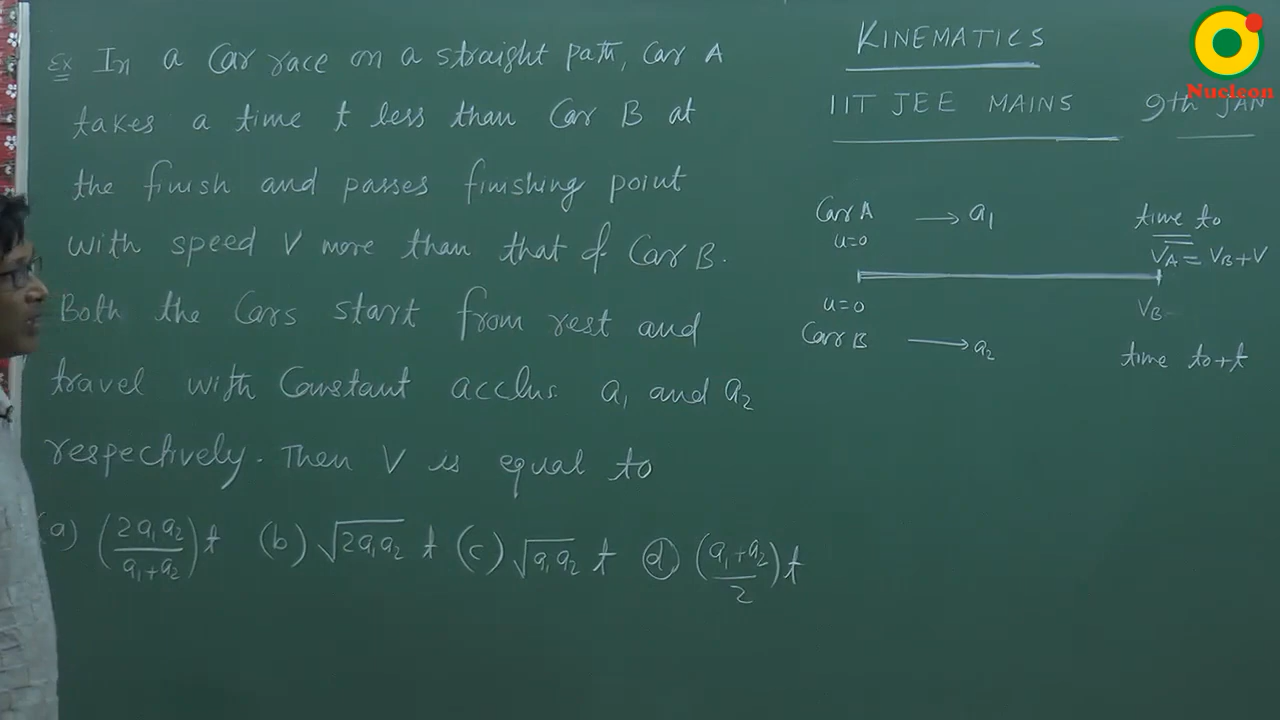 Ex In a Car race on a straight path, Car A
takes a time t less than Car B at
the finish and passes finishing point
with speed V more than that of Car B.
Both the Cars start from rest and
travel with Constant acclns. a₁ and a₂
respectively. Then V is equal to
(a) (2a₁a₂/a₁+a₂)t (b) √2a₁a₂ t (c) √a₁a₂ t (d) (a₁+a₂/2)t
KINEMATICS
IIT JEE MAINS 9th JAN
Car A → a₁ time to
u=0 VA = VB+V
u=0 VB
Car B → a₂ time to+t
Nucleon